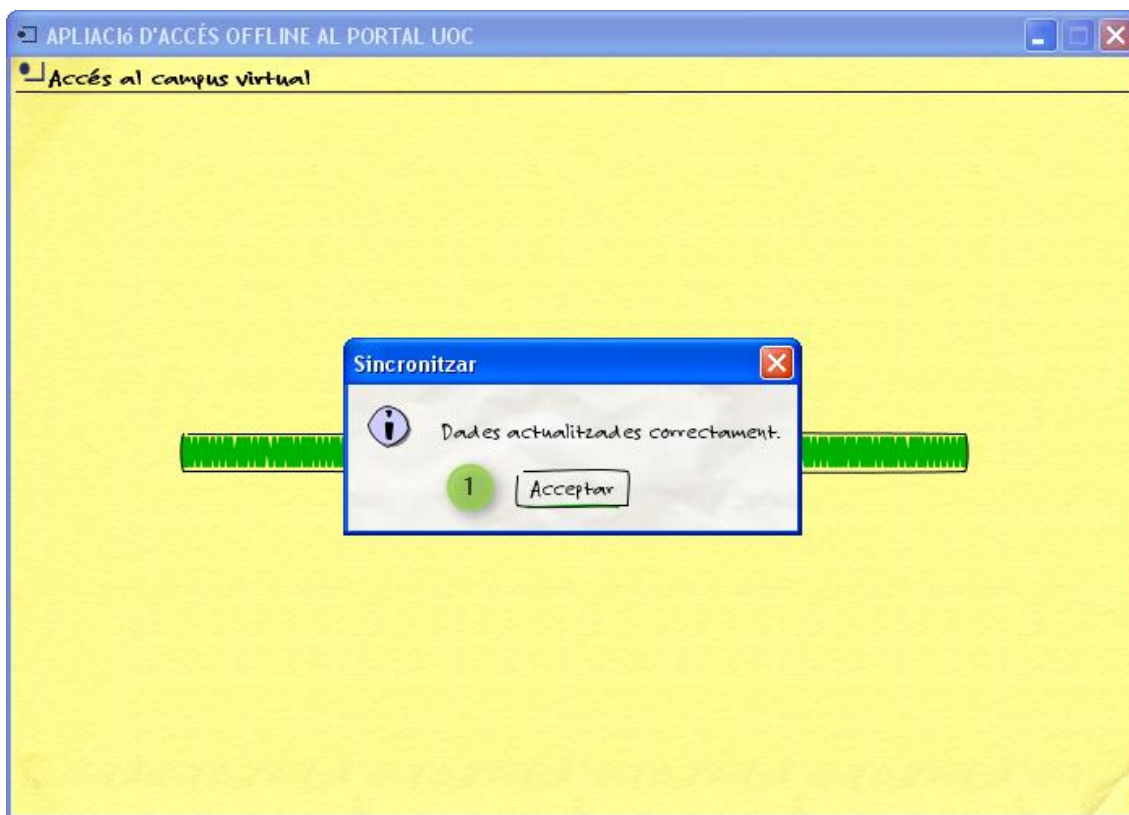 APLIACIó D'ACCÉS OFFLINE AL PORTAL UOC
Accés al campus virtual
Sincronitzar
Dades actualitzades correctament.
1
Acceptar